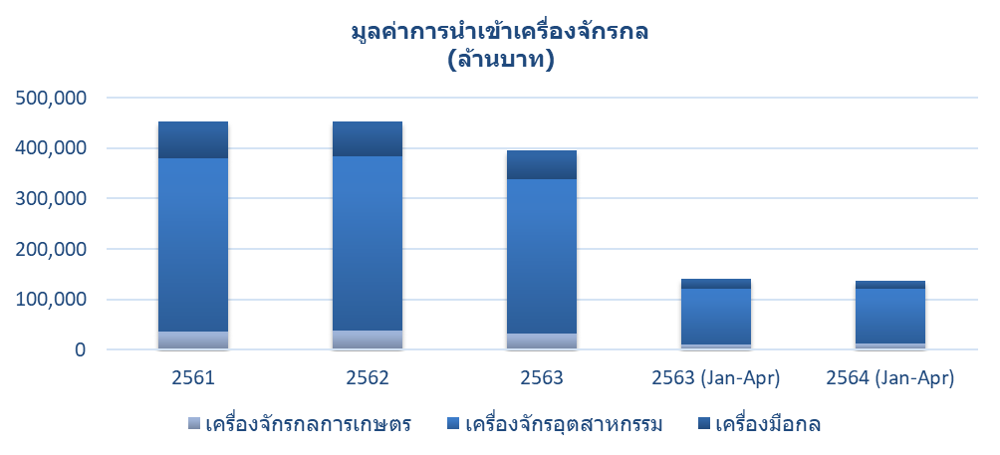 มูลค่าการนำเข้าเครื่องจักรกล
(ล้านบาท)
500,000
400,000
300,000
200,000
100,000
0
2561 2562 2563 2563 (Jan-Apr) 2564 (Jan-Apr)
เครื่องจักรกลการเกษตร เครื่องจักรอุตสาหกรรม เครื่องมือกล